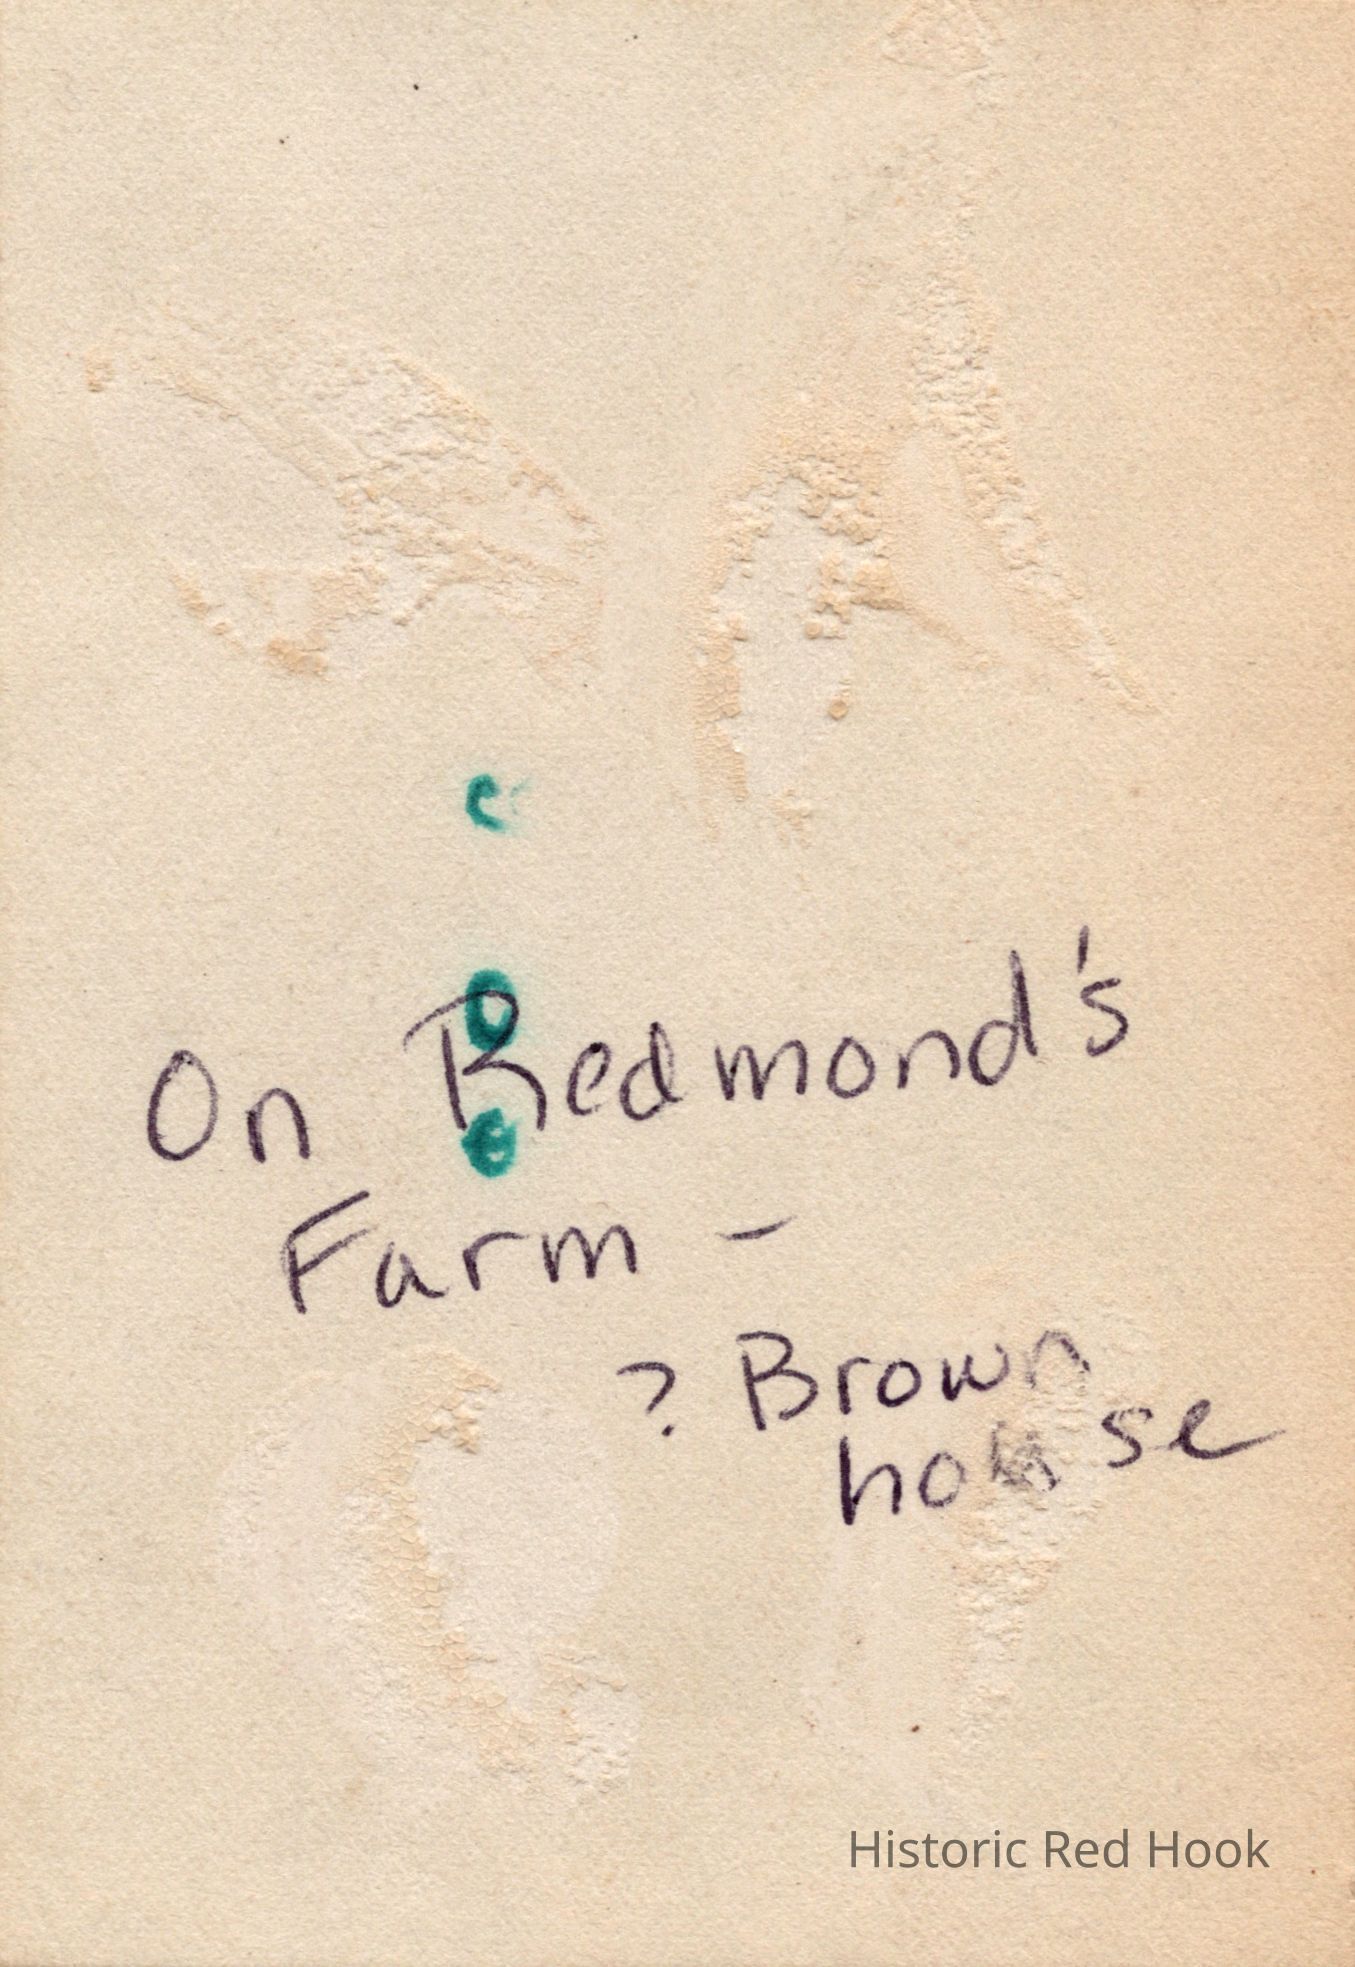 On Redmond's
Farm -
? Brown
house
Historic Red Hook